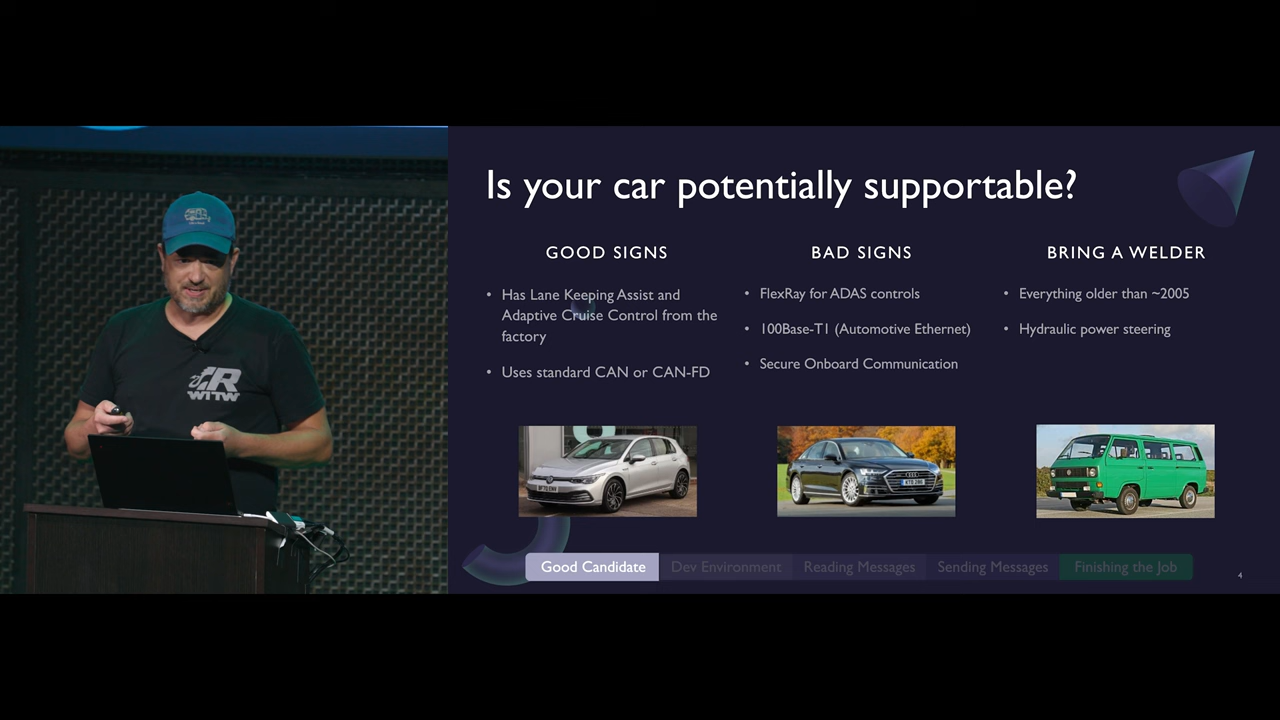 Is your car potentially supportable?
GOOD SIGNS
• Has Lane Keeping Assist and
Adaptive Cruise Control from the
factory
• Uses standard CAN or CAN-FD
BAD SIGNS
• FlexRay for ADAS controls
• 100Base-T1 (Automotive Ethernet)
• Secure Onboard Communication
BRING A WELDER
• Everything older than ~2005
• Hydraulic power steering
Good Candidate
Dev Environment
Reading Messages
Sending Messages
Finishing the Job
4
R
WTTW